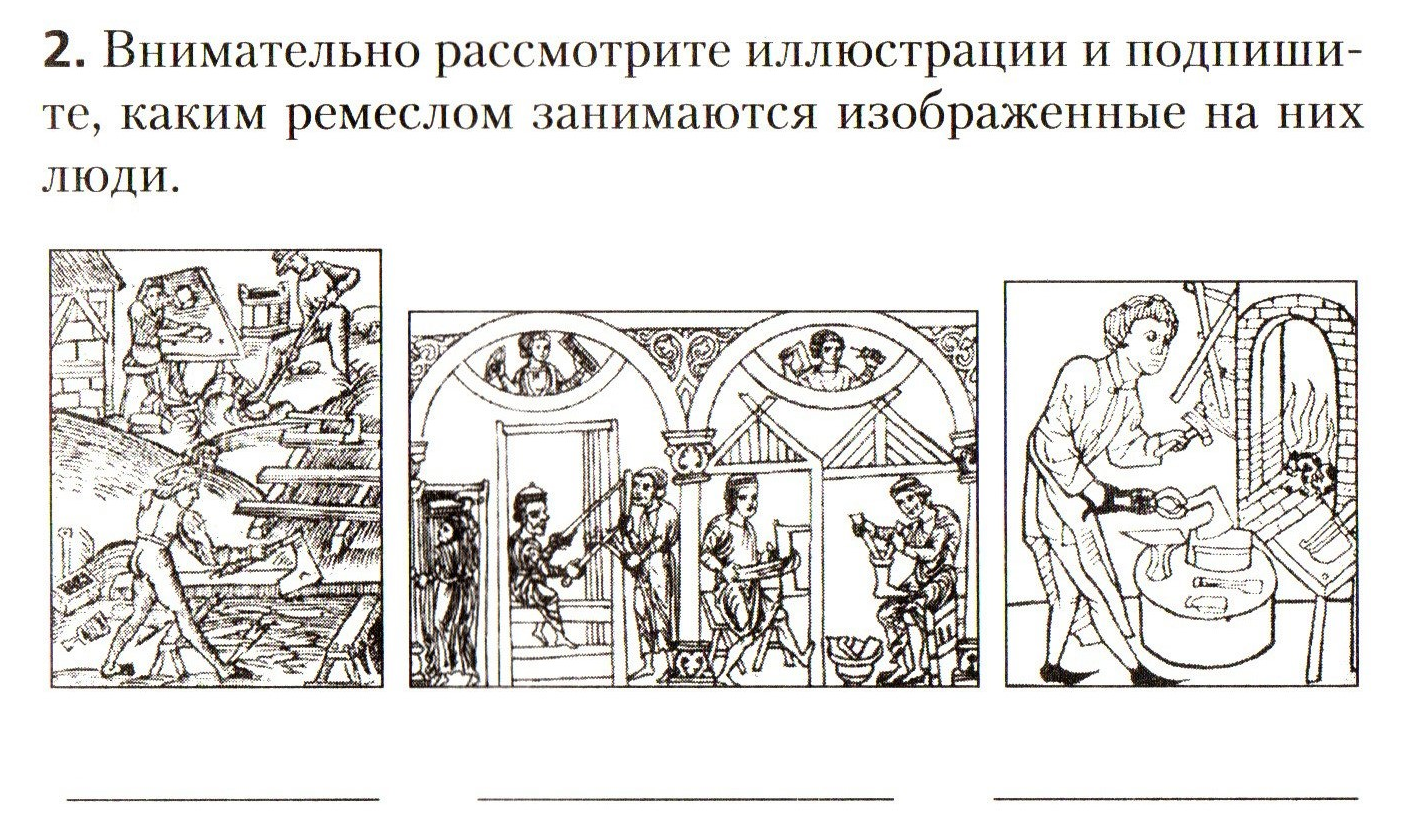 2. Внимательно рассмотрите иллюстрации и подпиши-
те, каким ремеслом занимаются изображенные на них
люди.